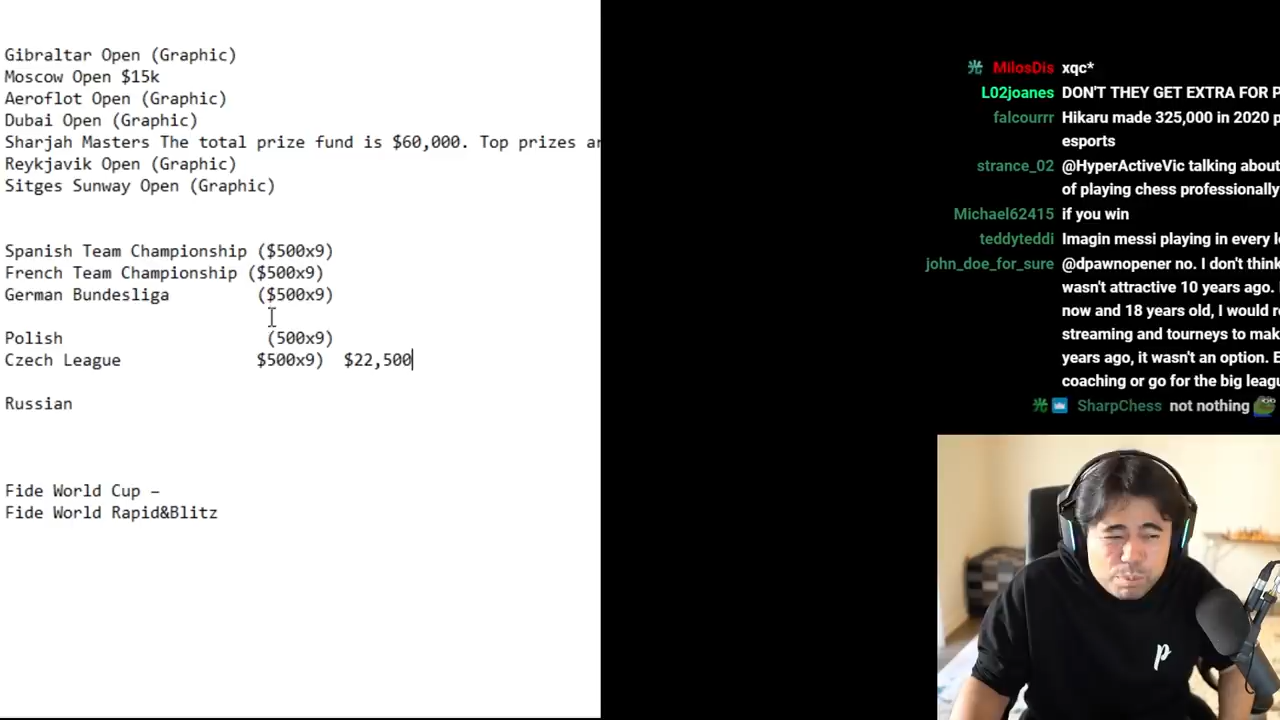 Gibraltar Open (Graphic)
Moscow Open $15k
Aeroflot Open (Graphic)
Dubai Open (Graphic)
Sharjah Masters The total prize fund is $60,000. Top prizes
Reykjavik Open (Graphic)
Sitges Sunway Open (Graphic)
Spanish Team Championship ($500x9)
French Team Championship ($500x9)
German Bundesliga ($500x9)
Polish (500x9)
Czech League $500x9) $22,500
Russian
Fide World Cup –
Fide World Rapid&Blitz
光 MilosDis xqc*
L02joanes DON'T THEY GET EXTRA FOR
falcourrr Hikaru made 325,000 in 2020
esports
strance_02 @HyperActiveVic talking about
of playing chess professionally
Michael62415 if you win
teddyteddi Imagin messi playing in every
john_doe_for_sure @dpawnopener no. I don't think
wasn't attractive 10 years ago.
now and 18 years old, I would
streaming and tourneys to
years ago, it wasn't an option.
coaching or go for the big
光 SharpChess not nothing
p